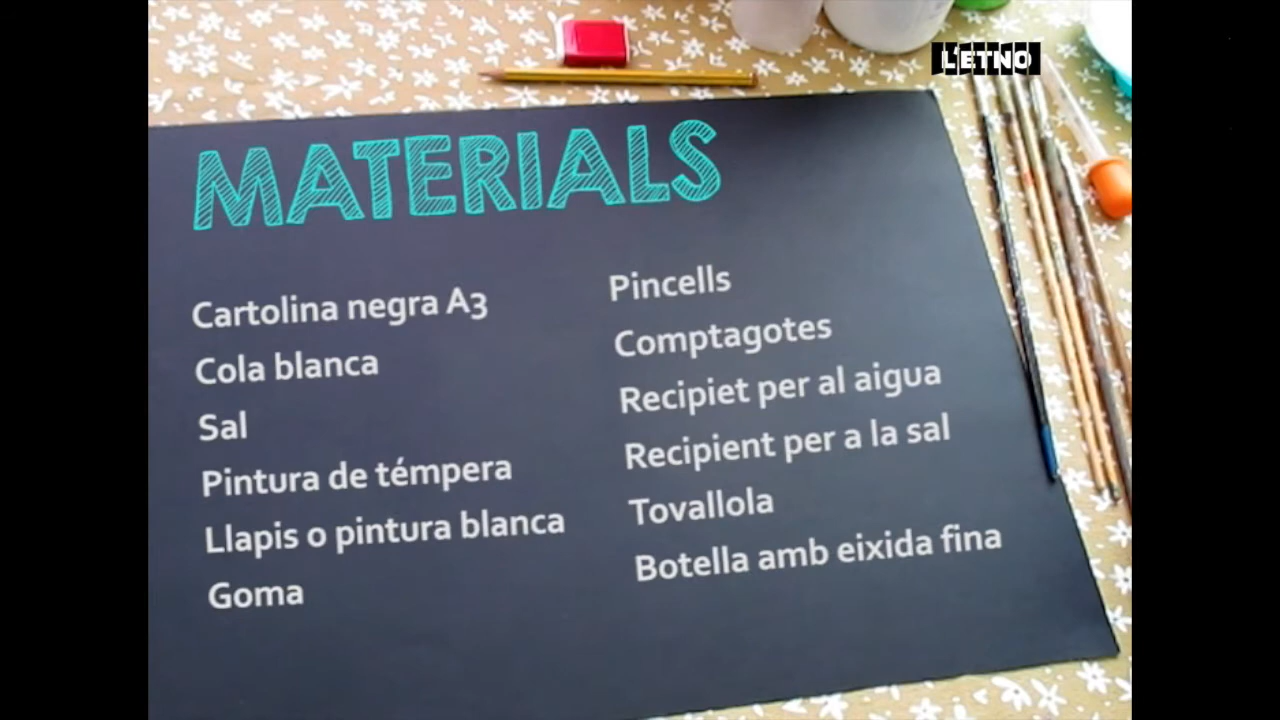 L'ETNO
MATERIALS
Cartolina negra A3
Cola blanca
Sal
Pintura de témpera
Llapis o pintura blanca
Goma
Pincells
Comptagotes
Recipiet per al aigua
Recipient per a la sal
Tovallola
Botella amb eixida fina